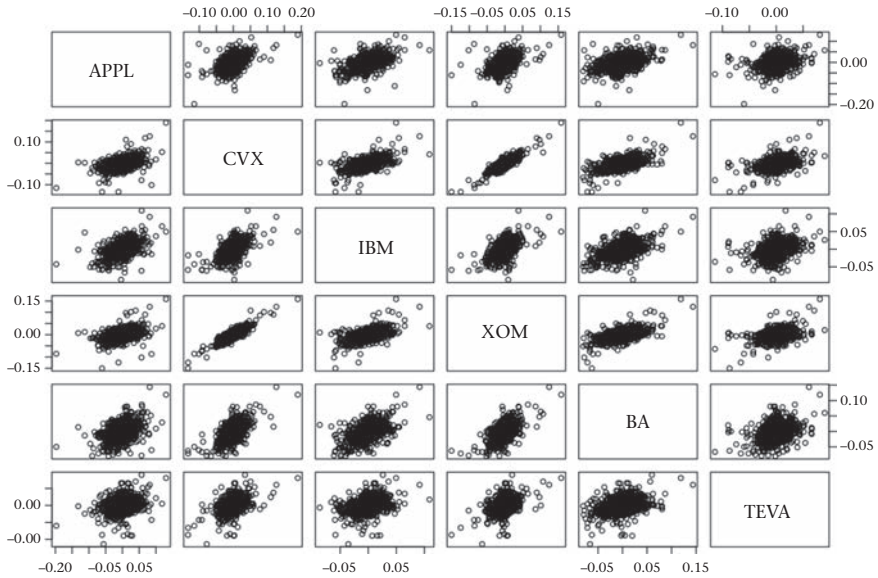 −0.10 0.00 0.10 0.20
−0.15 −0.05 0.05 0.15
−0.10 0.00
APPL
0.00
−0.20
0.10
−0.10
CVX
IBM
0.05
−0.05
0.15
0.00
−0.15
XOM
BA
0.10
−0.05
0.00
−0.00
TEVA
−0.20 −0.05 0.05
−0.05 0.05
−0.05 0.05 0.15